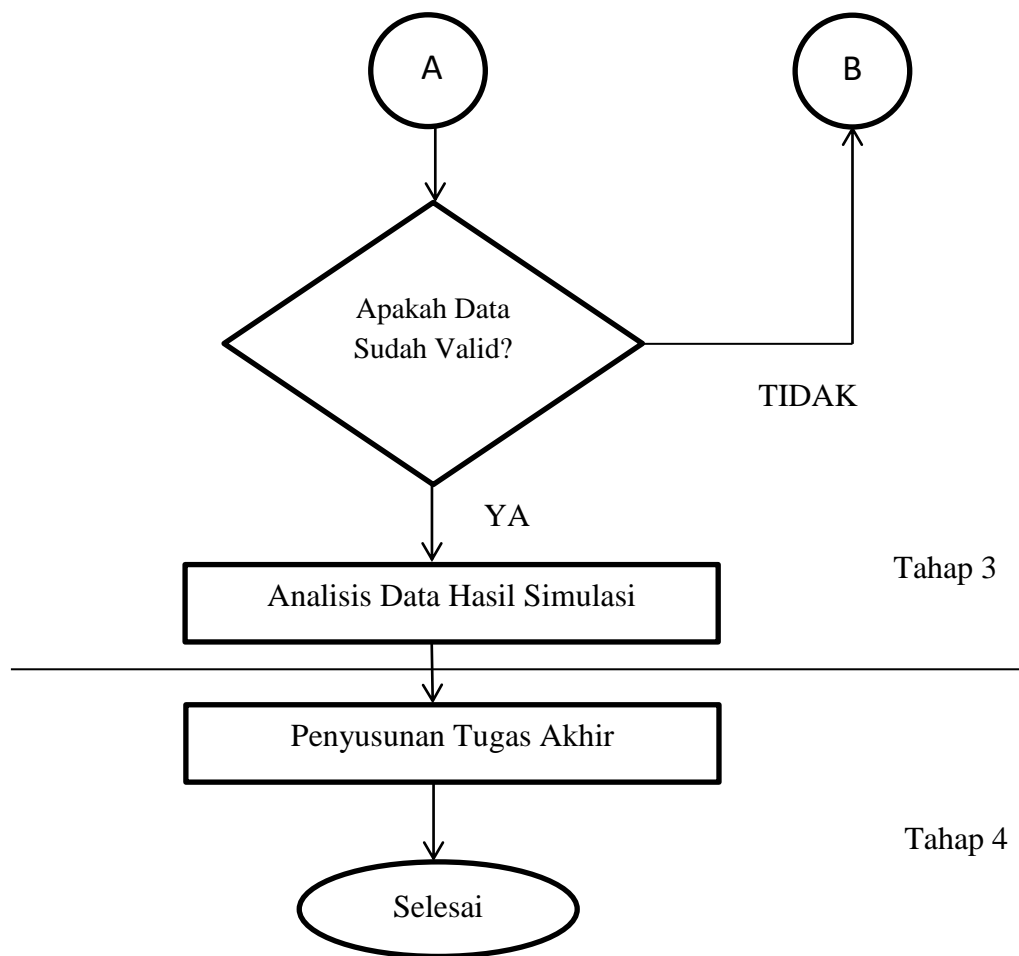 A
B
Apakah Data
Sudah Valid?
TIDAK
YA
Tahap 3
Analisis Data Hasil Simulasi
Penyusunan Tugas Akhir
Tahap 4
Selesai